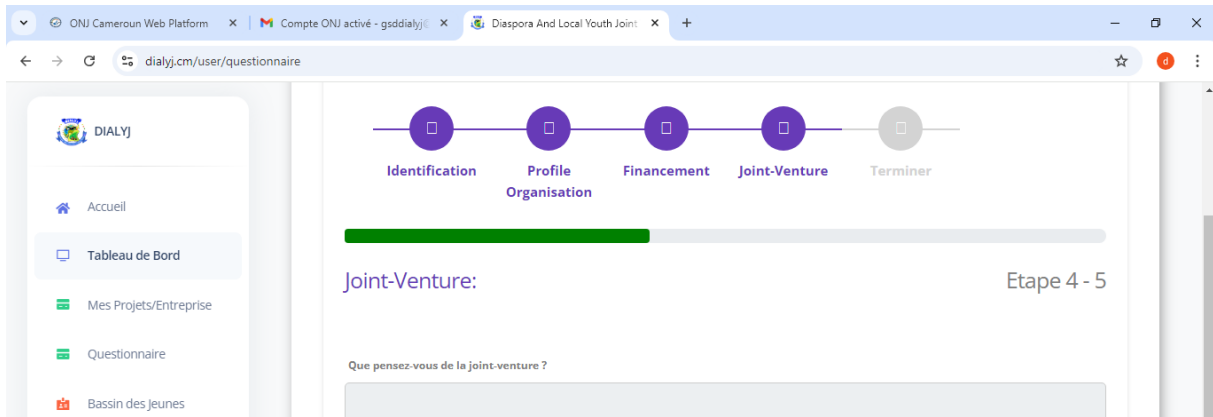 ONJ Cameroun Web Platform
Compte ONJ activé - gsddialyj
Diaspora And Local Youth Joint
dialyj.cm/user/questionnaire
d
DIALYJ
Accueil
Tableau de Bord
Mes Projets/Entreprise
Questionnaire
Bassin des Jeunes
Identification
Profile
Organisation
Financement
Joint-Venture
Terminer
Joint-Venture:
Etape 4 - 5
Que pensez-vous de la joint-venture ?